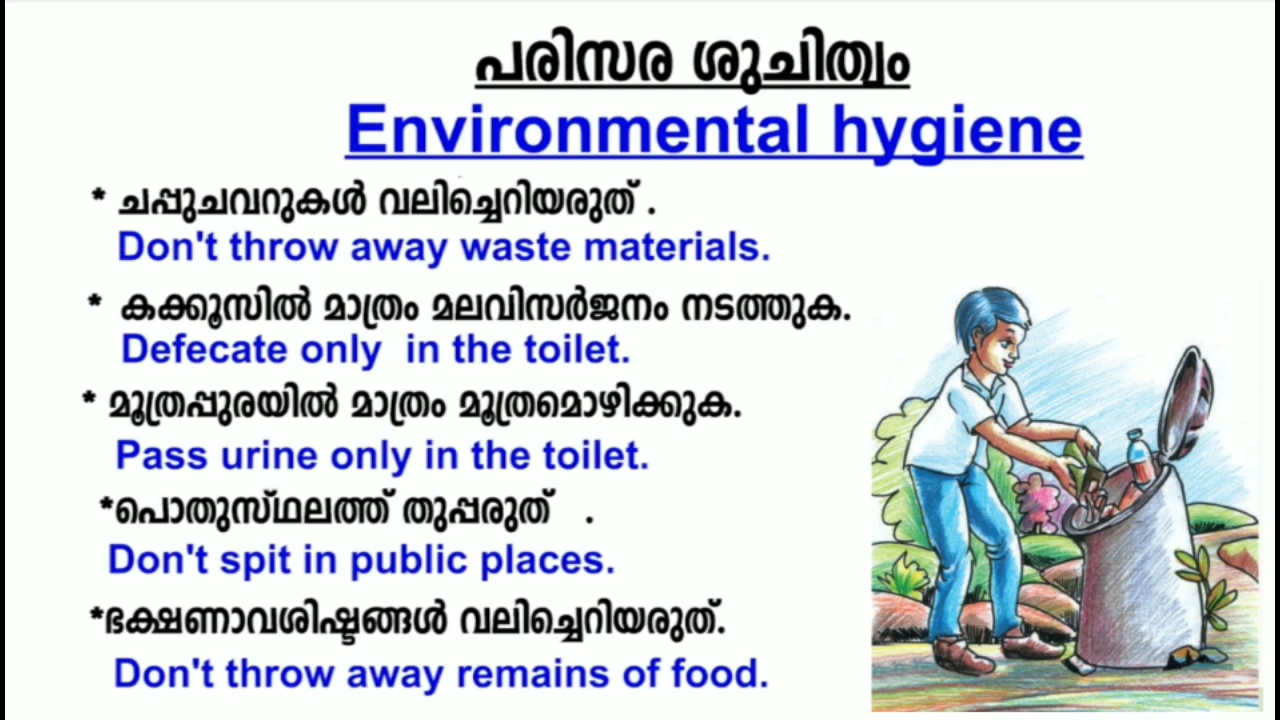 പരിസര ശുചിത്വം
Environmental hygiene
* ചപ്പുചവറുകൾ വലിച്ചെറിയരുത് .
Don't throw away waste materials.
* കക്കൂസിൽ മാത്രം മലവിസർജനം നടത്തുക.
Defecate only in the toilet.
* മൂത്രപ്പുരയിൽ മാത്രം മൂത്രമൊഴിക്കുക.
Pass urine only in the toilet.
*പൊതുസ്ഥലത്ത് തുപ്പരുത് .
Don't spit in public places.
*ഭക്ഷണാവശിഷ്ടങ്ങൾ വലിച്ചെറിയരുത്.
Don't throw away remains of food.